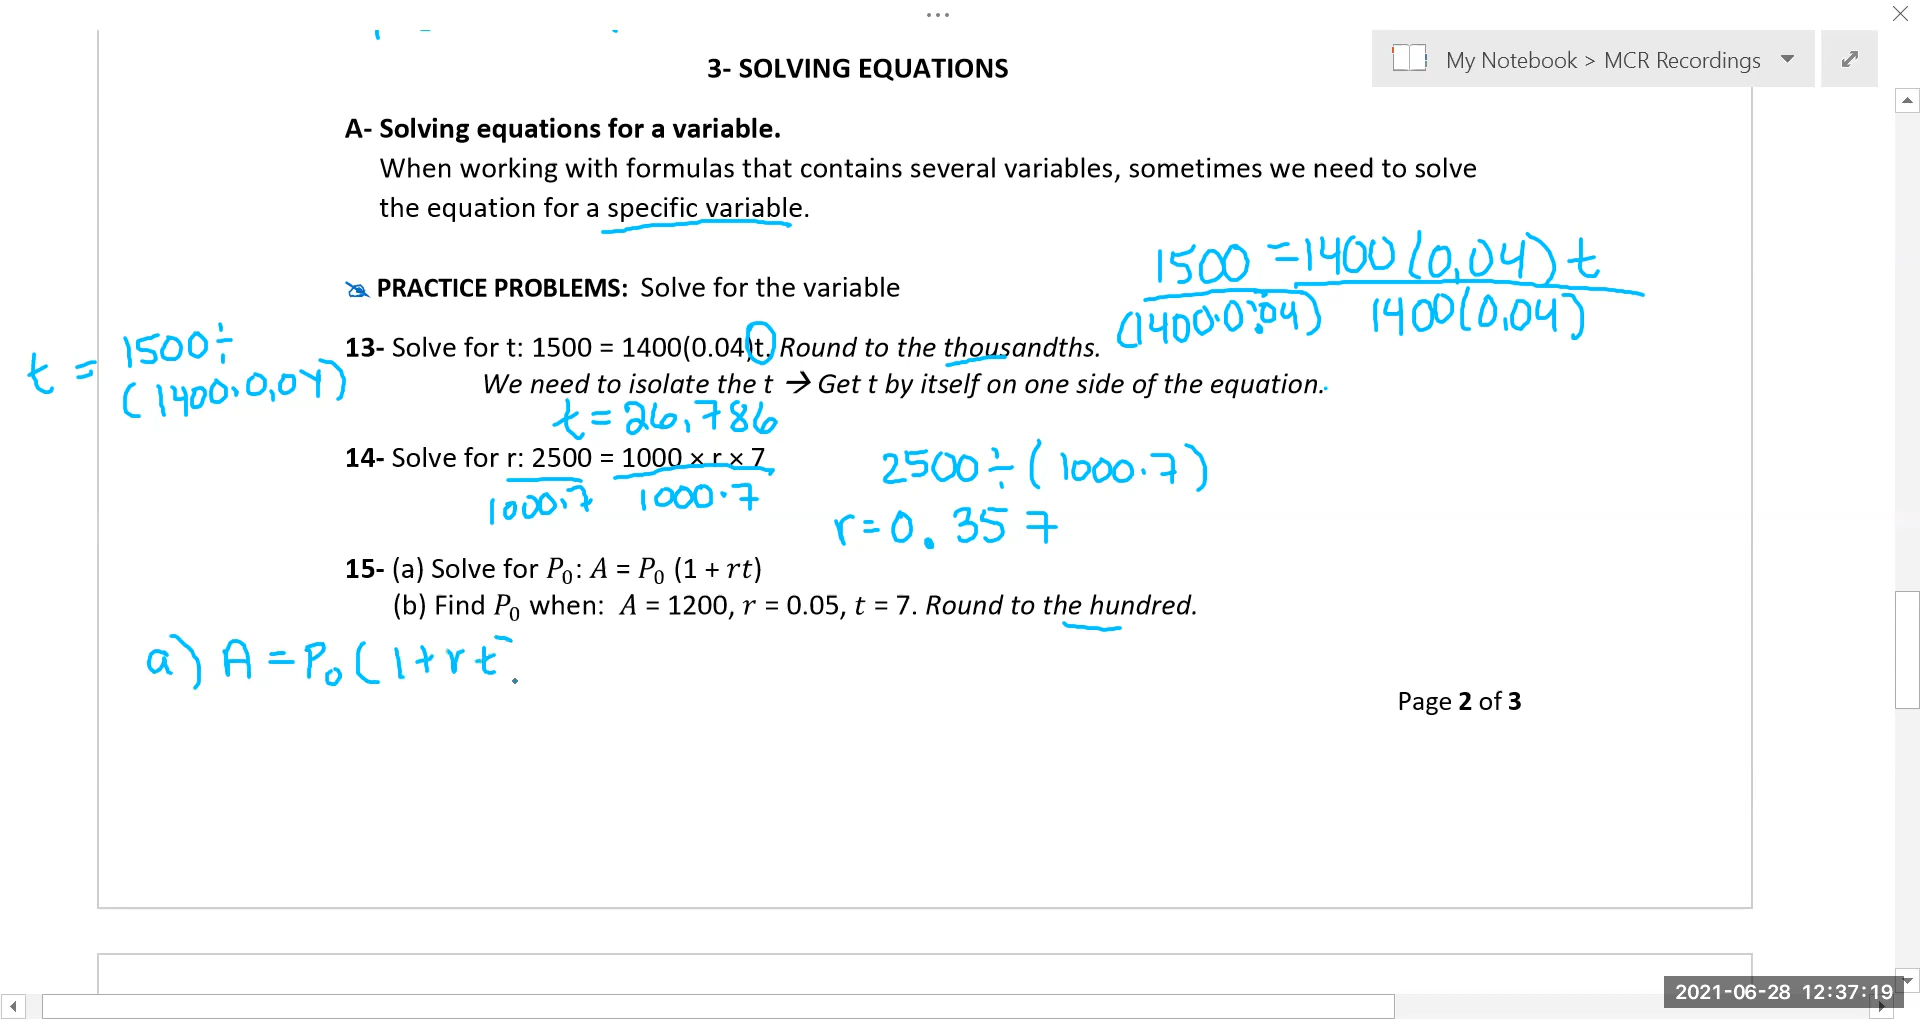 My Notebook > MCR Recordings
3- SOLVING EQUATIONS
A- Solving equations for a variable.
When working with formulas that contains several variables, sometimes we need to solve
the equation for a specific variable.
1500 = 1400(0.04)t
(1400·0.04) 1400(0.04)
PRACTICE PROBLEMS: Solve for the variable
13- Solve for t: 1500 = 1400(0.04)t. Round to the thousandths.
t = 1500÷
(1400·0.04)
We need to isolate the t → Get t by itself on one side of the equation.
t = 26.786
14- Solve for r: 2500 = 1000 × r × 7
1000·7 1000·7
2500÷(1000·7)
r = 0.357
15- (a) Solve for P₀: A = P₀ (1 + rt)
(b) Find P₀ when: A = 1200, r = 0.05, t = 7. Round to the hundred.
a) A = P₀(1+rt
Page 2 of 3
2021-06-28 12:37:19